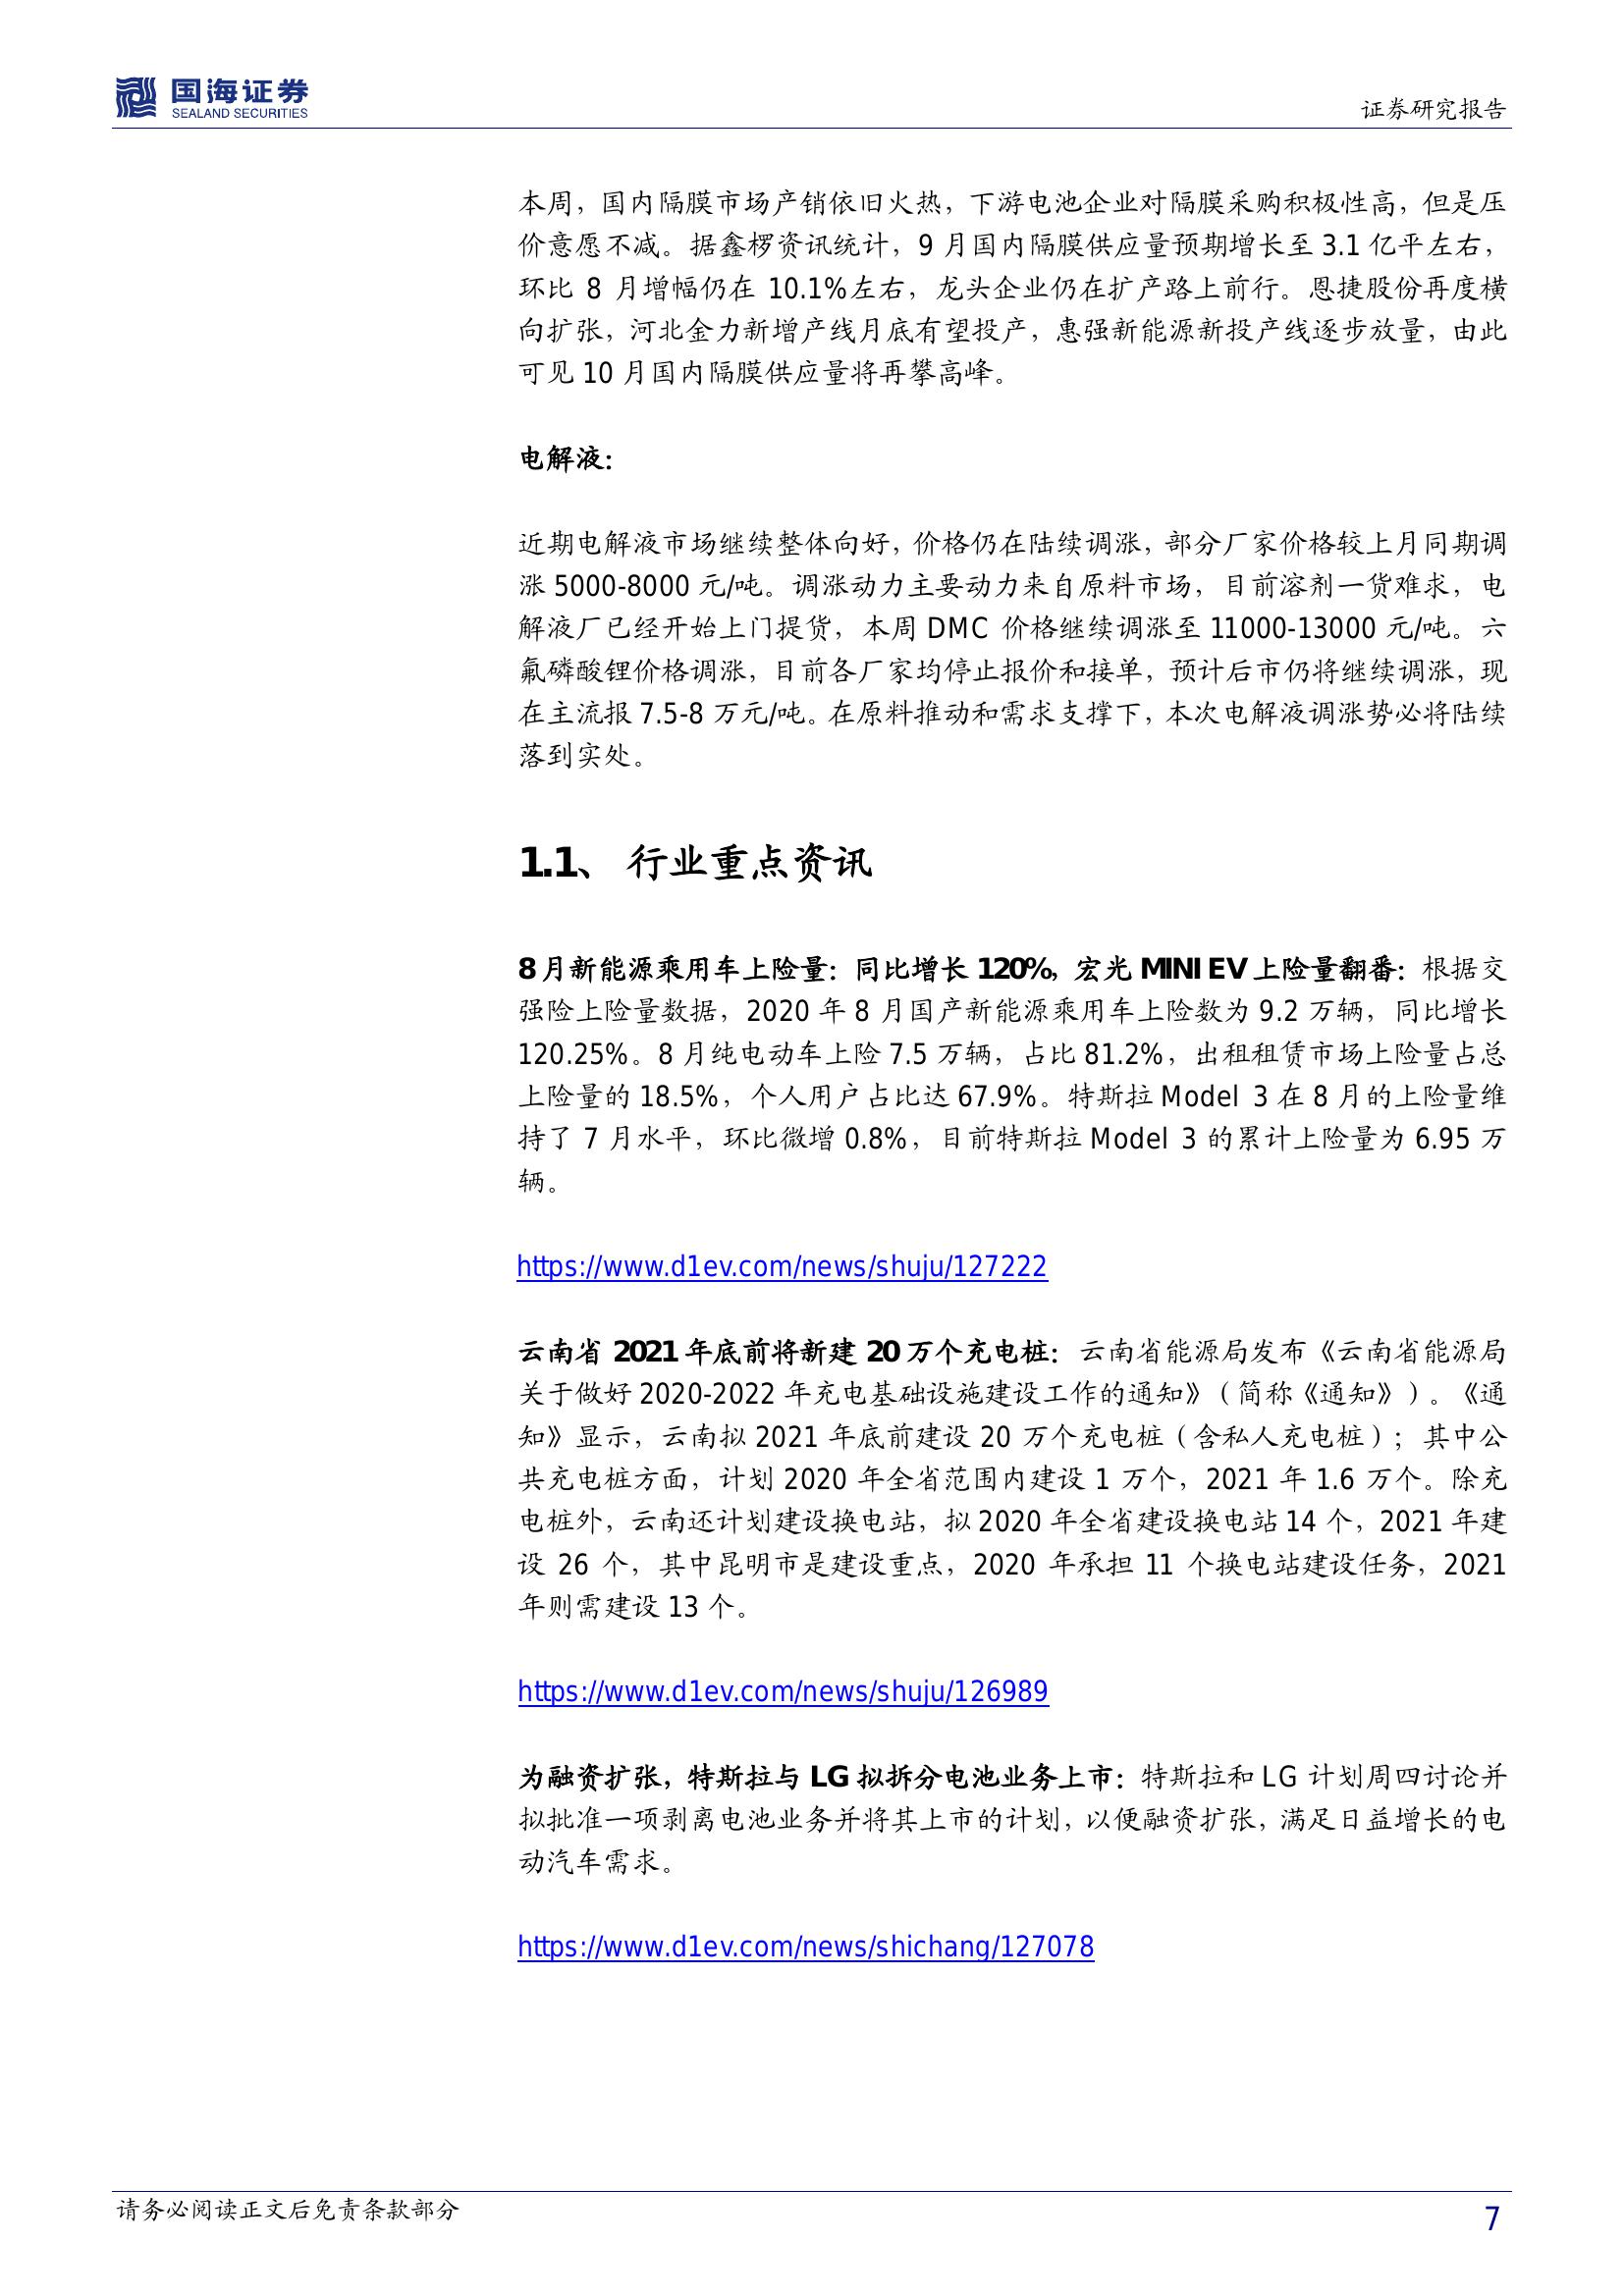 国海证券
SEALAND SECURITIES
证券研究报告
本周，国内隔膜市场产销依旧火热，下游电池企业对隔膜采购积极性高，但是压
价意愿不减。据鑫椤资讯统计，9 月国内隔膜供应量预期增长至 3.1 亿平左右，
环比 8 月增幅仍在 10.1%左右，龙头企业仍在扩产路上前行。恩捷股份再度横
向扩张，河北金力新增产线月底有望投产，惠强新能源新投产线逐步放量，由此
可见 10 月国内隔膜供应量将再攀高峰。
电解液：
近期电解液市场继续整体向好，价格仍在陆续调涨，部分厂家价格较上月同期调
涨 5000-8000 元/吨。调涨动力主要动力来自原料市场，目前溶剂一货难求，电
解液厂已经开始上门提货，本周 DMC 价格继续调涨至 11000-13000 元/吨。六
氟磷酸锂价格调涨，目前各厂家均停止报价和接单，预计后市仍将继续调涨，现
在主流报 7.5-8 万元/吨。在原料推动和需求支撑下，本次电解液调涨势必将陆续
落到实处。
1.1、 行业重点资讯
8 月新能源乘用车上险量：同比增长 120%，宏光 MINI EV 上险量翻番：根据交
强险上险量数据，2020 年 8 月国产新能源乘用车上险数为 9.2 万辆，同比增长
120.25%。8 月纯电动车上险 7.5 万辆，占比 81.2%，出租租赁市场上险量占总
上险量的 18.5%，个人用户占比达 67.9%。特斯拉 Model 3 在 8 月的上险量维
持了 7 月水平，环比微增 0.8%，目前特斯拉 Model 3 的累计上险量为 6.95 万
辆。
https://www.d1ev.com/news/shuju/127222
云南省 2021 年底前将新建 20 万个充电桩：云南省能源局发布《云南省能源局
关于做好 2020-2022 年充电基础设施建设工作的通知》（简称《通知》）。《通
知》显示，云南拟 2021 年底前建设 20 万个充电桩（含私人充电桩）；其中公
共充电桩方面，计划 2020 年全省范围内建设 1 万个，2021 年 1.6 万个。除充
电桩外，云南还计划建设换电站，拟 2020 年全省建设换电站 14 个，2021 年建
设 26 个，其中昆明市是建设重点，2020 年承担 11 个换电站建设任务，2021
年则需建设 13 个。
https://www.d1ev.com/news/shuju/126989
为融资扩张，特斯拉与 LG 拟拆分电池业务上市：特斯拉和 LG 计划周四讨论并
拟批准一项剥离电池业务并将其上市的计划，以便融资扩张，满足日益增长的电
动汽车需求。
https://www.d1ev.com/news/shichang/127078
请务必阅读正文后免责条款部分
7